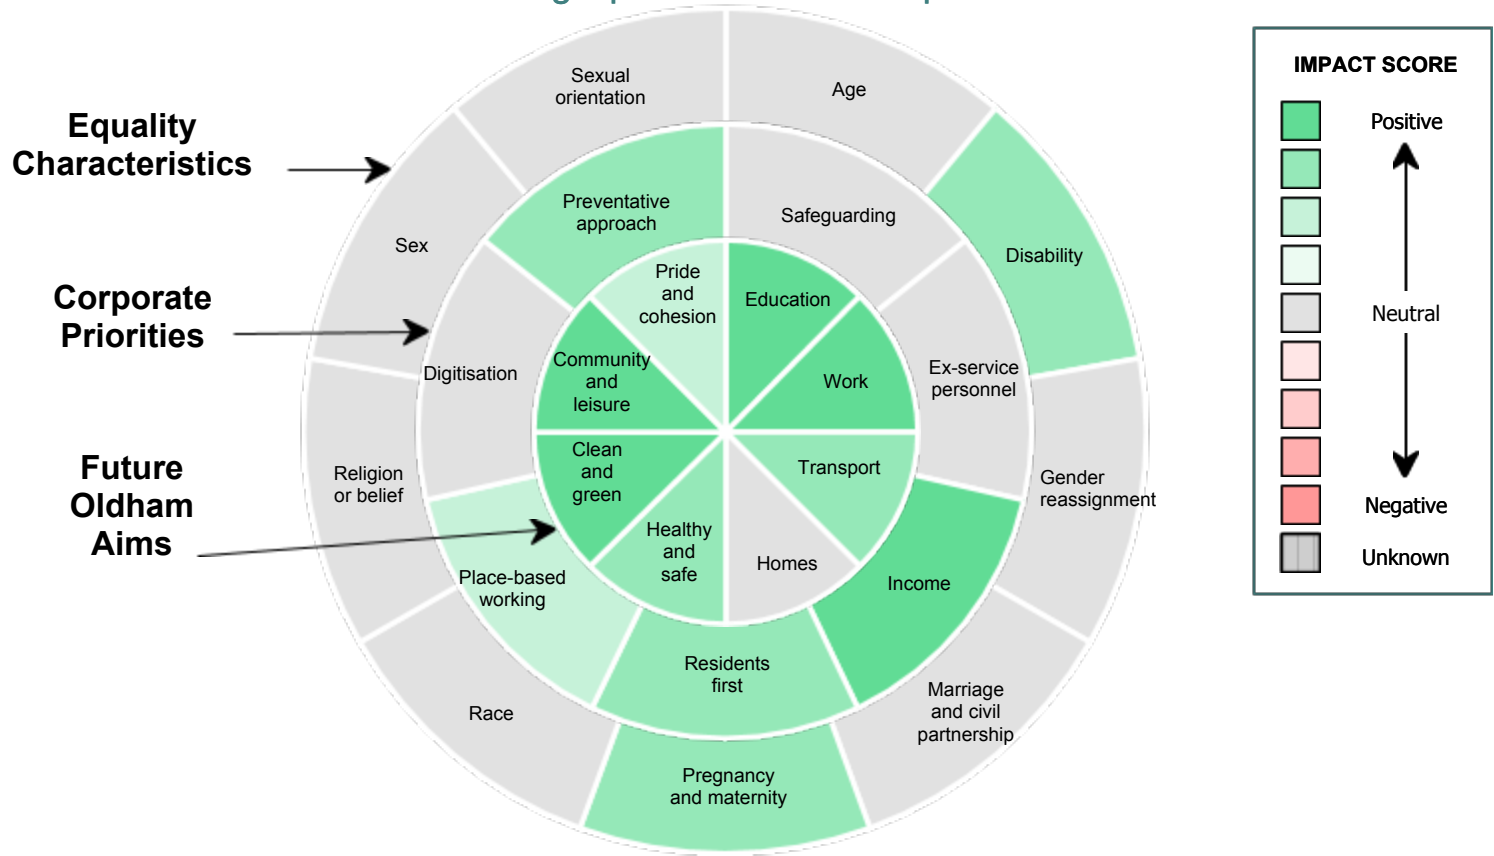 Sexual
orientation
Age
Equality
Characteristics
Preventative
approach
Safeguarding
Sex
Disability
Pride
and
cohesion
Education
Corporate
Priorities
Digitisation
Community
and
leisure
Work
Ex-service
personnel
Future
Oldham
Aims
Religion
or belief
Clean
and
green
Transport
Gender
reassignment
Healthy
and
safe
Homes
Place-based
working
Income
Residents
first
Race
Marriage
and civil
partnership
Pregnancy
and maternity
IMPACT SCORE
Positive
Neutral
Negative
Unknown